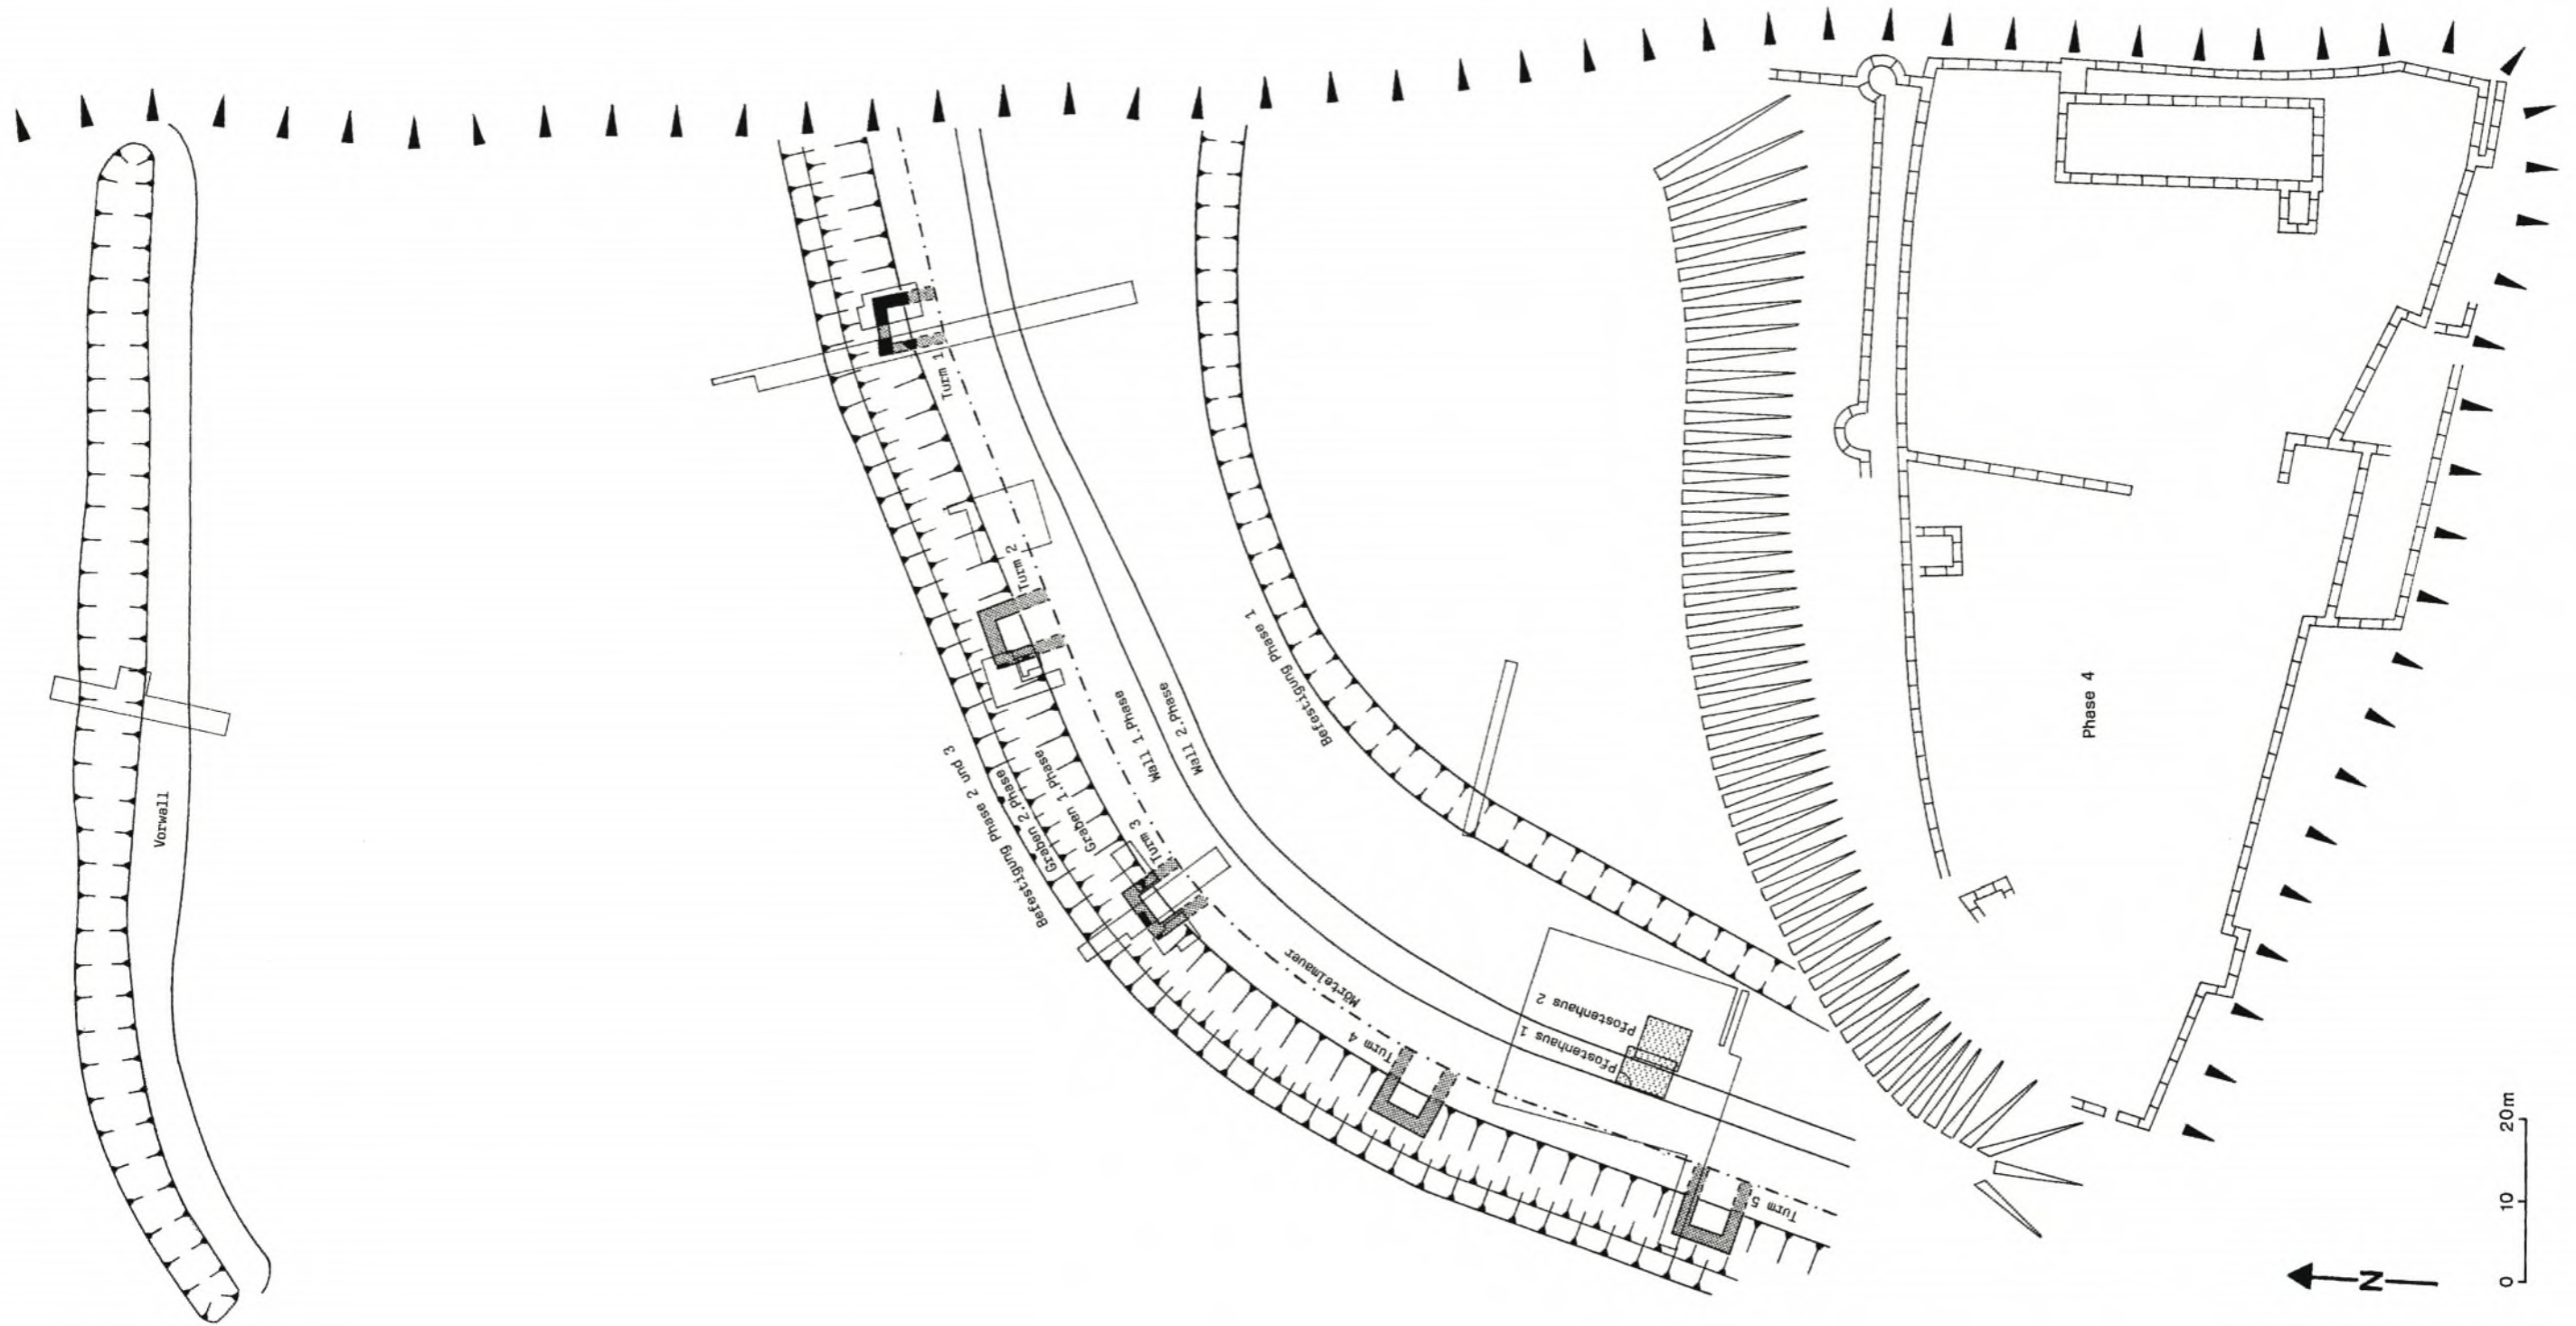 Vorwall
Turm 1
Turm 2
Befestigung Phase 2 und 3
Graben 2.Phase
Graben 1.Phase
Turm 3
Wall 1.Phase
Wall 2.Phase
Befestigung Phase 1
Mörtelmauer
Turm 4
Pfostenhaus 2
Pfostenhaus 1
Turm 5
Phase 4
N
0 10 20m